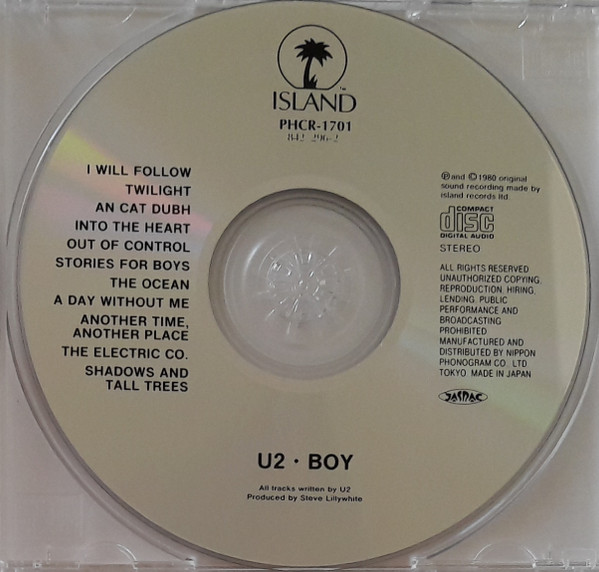 ISLAND
PHCR-1701
842 296-2
I WILL FOLLOW
TWILIGHT
AN CAT DUBH
INTO THE HEART
OUT OF CONTROL
STORIES FOR BOYS
THE OCEAN
A DAY WITHOUT ME
ANOTHER TIME,
ANOTHER PLACE
THE ELECTRIC CO.
SHADOWS AND
TALL TREES
℗and ©1980 original
sound recording made by
island records ltd.
COMPACT
disc
DIGITAL AUDIO
STEREO
ALL RIGHTS RESERVED
UNAUTHORIZED COPYING,
REPRODUCTION, HIRING,
LENDING, PUBLIC
PERFORMANCE AND
BROADCASTING
PROHIBITED
MANUFACTURED AND
DISTRIBUTED BY NIPPON
PHONOGRAM CO. LTD.
TOKYO. MADE IN JAPAN
JASRAC
U2 · BOY
All tracks written by U2
Produced by Steve Lillywhite